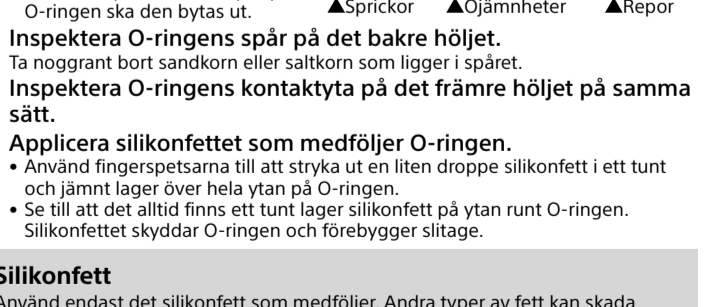 O-ringen ska den bytas ut.
▲Sprickor ▲Ojämnheter ▲Repor
Inspektera O-ringens spår på det bakre höljet.
Ta noggrant bort sandkorn eller saltkorn som ligger i spåret.
Inspektera O-ringens kontaktyta på det främre höljet på samma
sätt.
Applicera silikonfettet som medföljer O-ringen.
• Använd fingerspetsarna till att stryka ut en liten droppe silikonfett i ett tunt
och jämnt lager över hela ytan på O-ringen.
• Se till att det alltid finns ett tunt lager silikonfett på ytan runt O-ringen.
Silikonfettet skyddar O-ringen och förebygger slitage.
Silikonfett
Använd endast det silikonfett som medföljer. Andra typer av fett kan skada